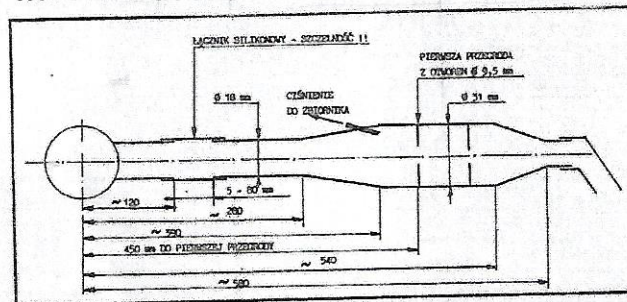 ŁĄCZNIK SILIKONOWY - SZCZELNOŚĆ !!
PIERWSZA PRZEGRODA
Z OTWOREM Ø 9,5 mm
Ø 18 mm
CIŚNIENIE
DO ZBIORNIKA
Ø 31 mm
~120
5 - 80 mm
~ 280
~ 390
450 mm DO PIERWSZEJ PRZEGRODY
~ 540
~ 580